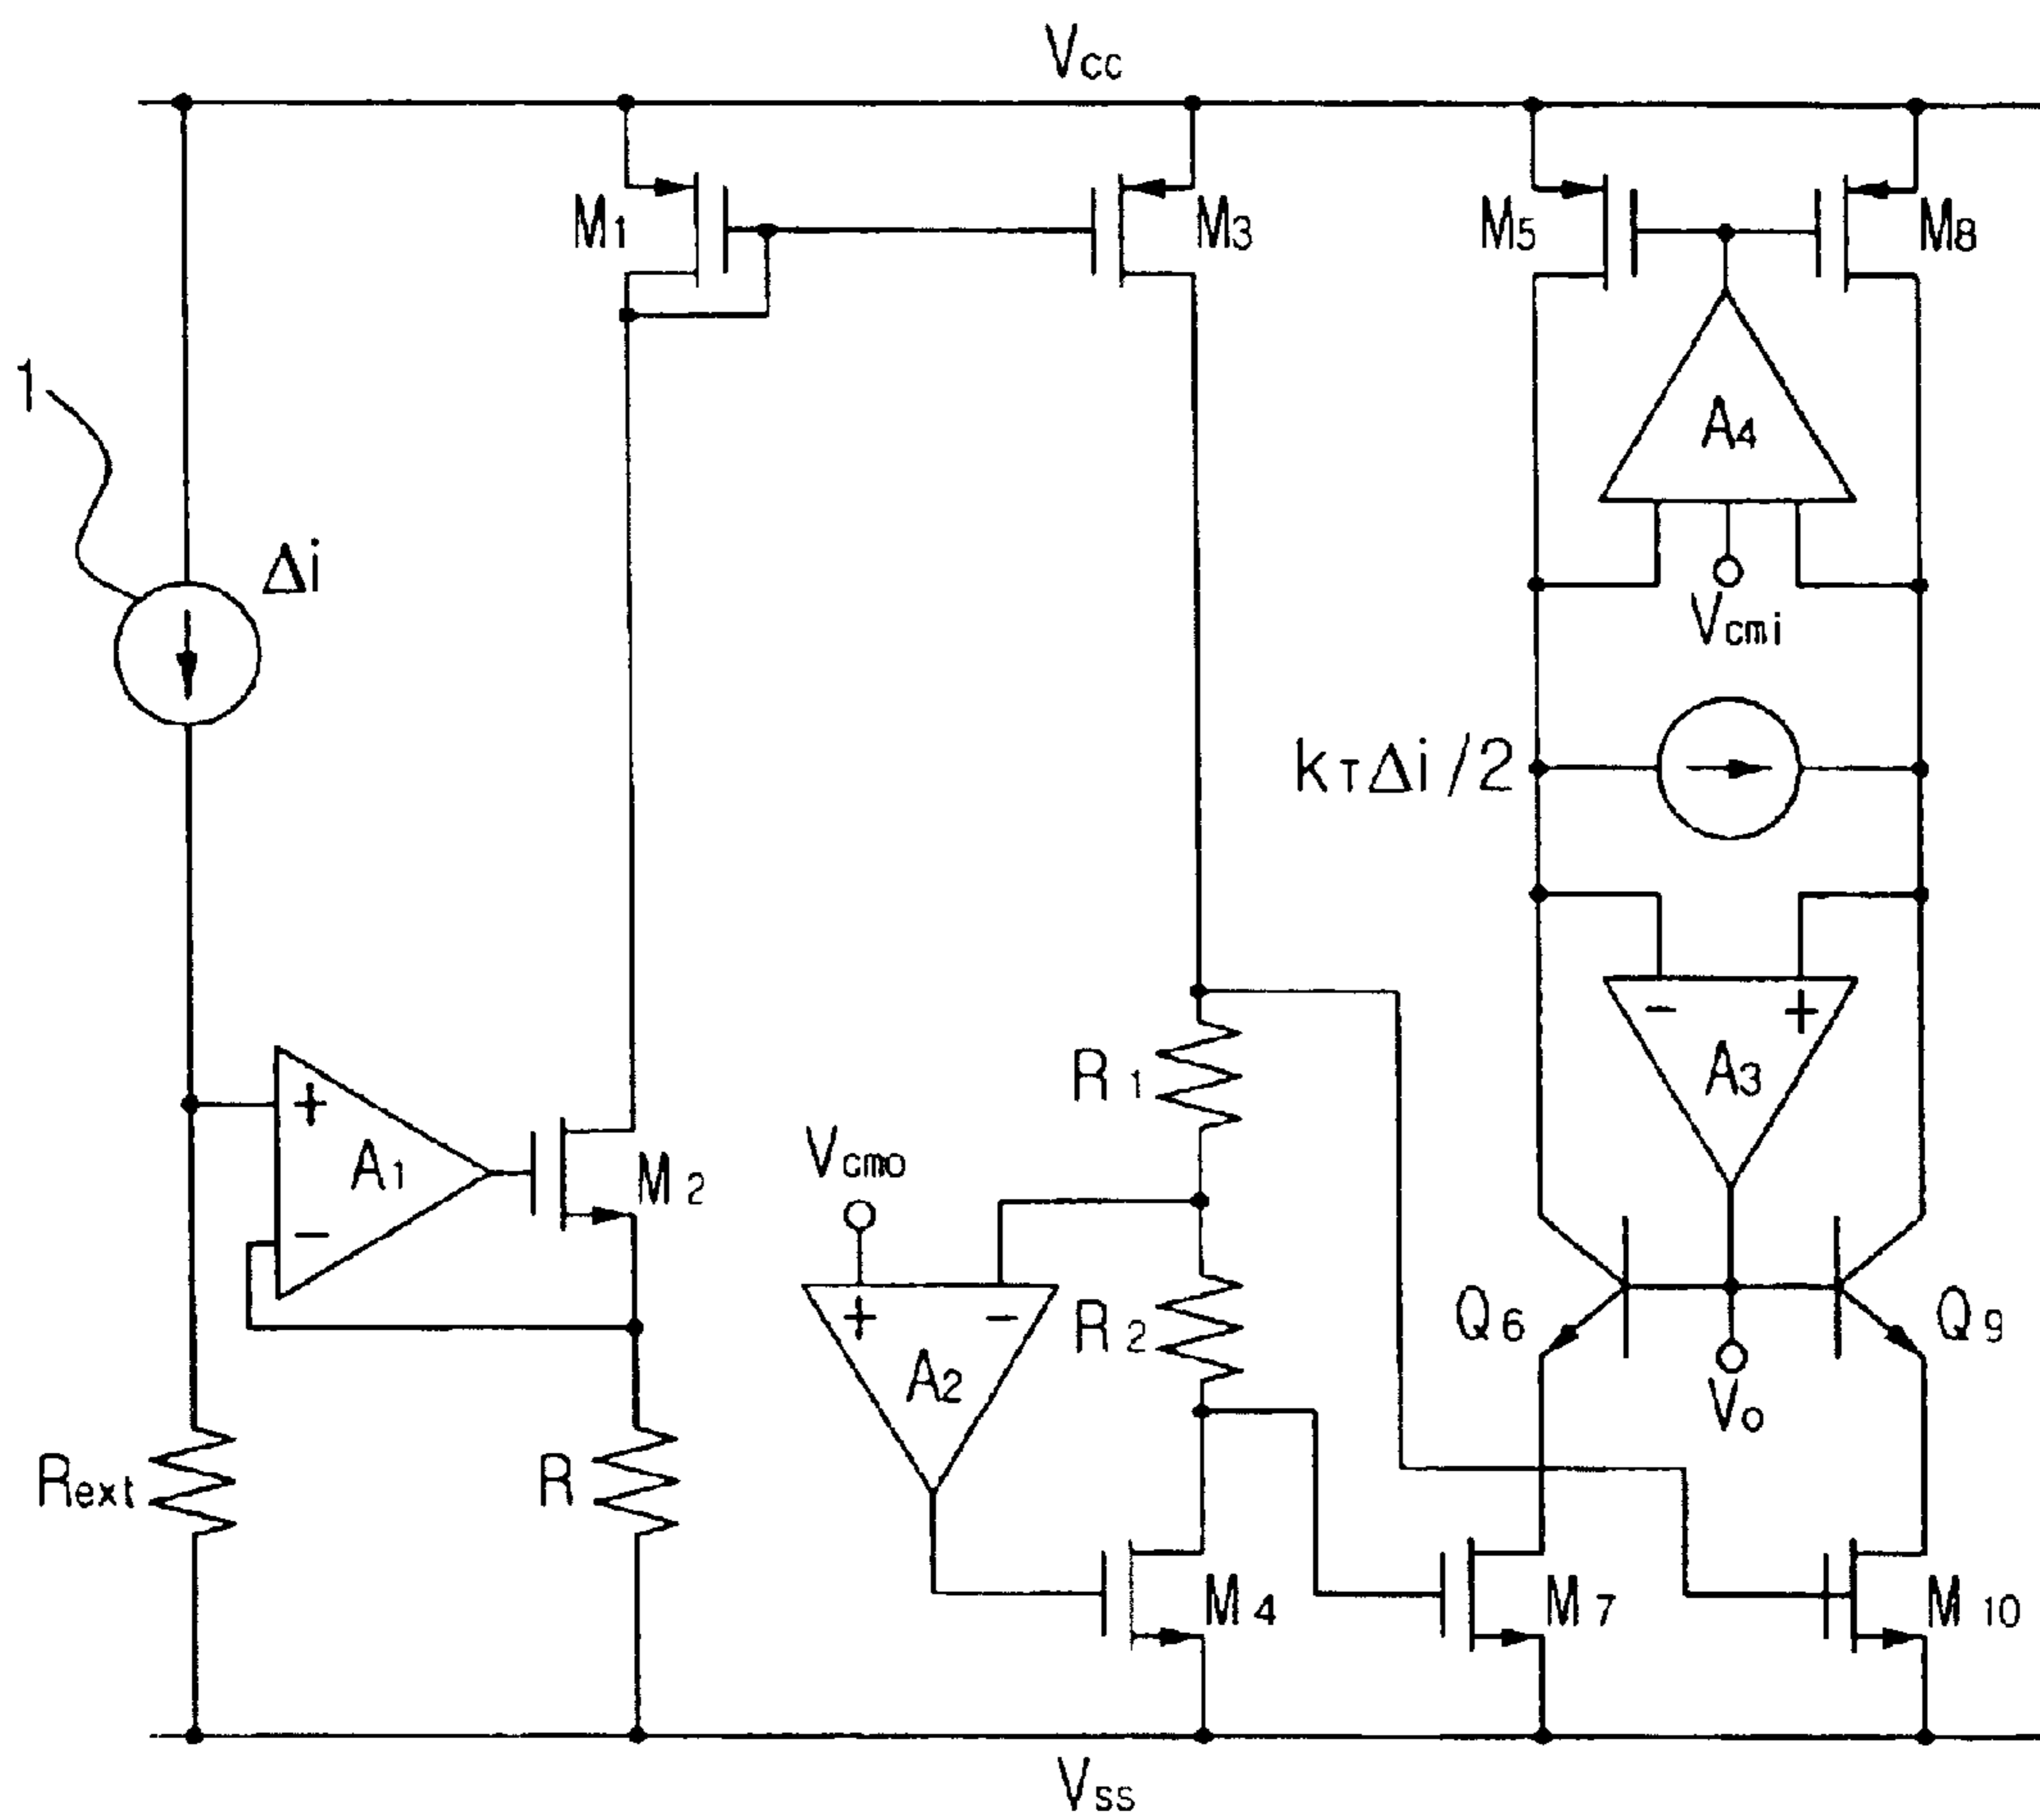 Vcc
M1
M3
M5
M8
1
A4
Δi
Vcmi
kTΔi/2
R1
A3
+
A1
-
M2
Vcmo
-
+
Q6
Q9
+
-
R2
A2
Vo
Rext
R
M4
M7
M10
Vss